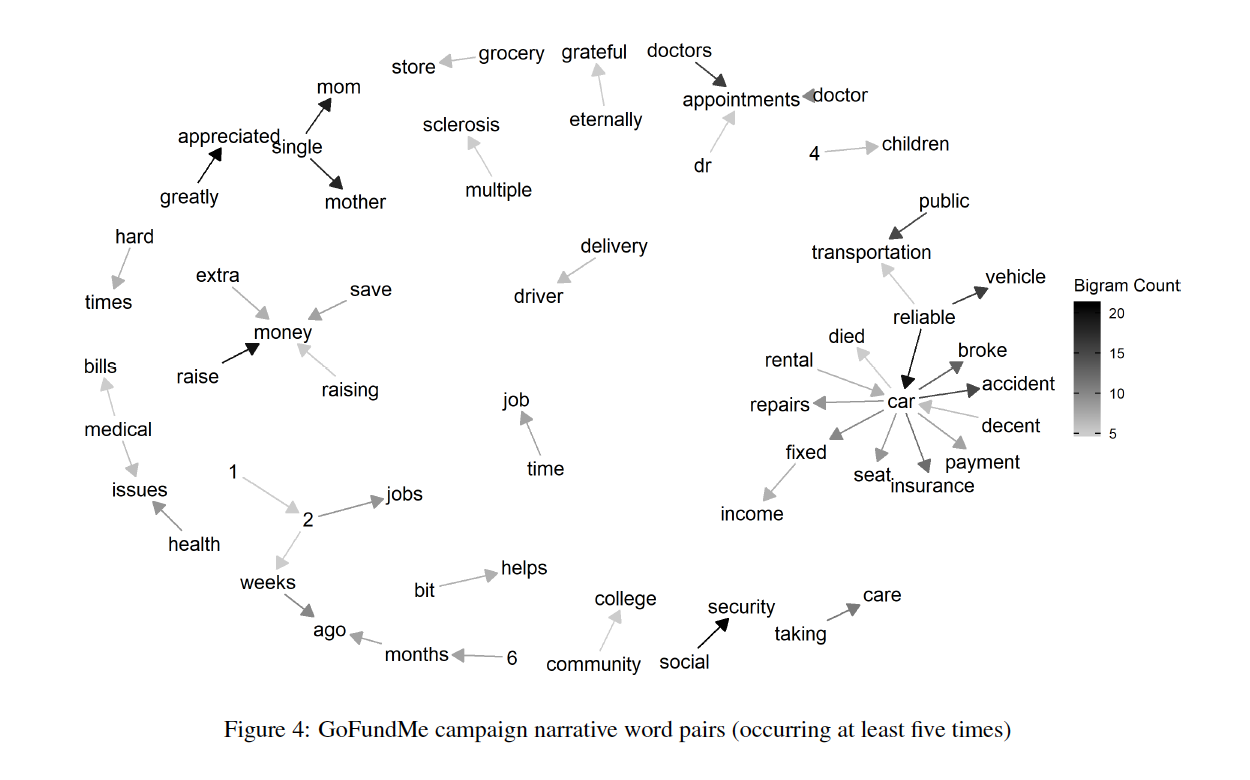 grocery
grateful
doctors
store
mom
appointments
doctor
sclerosis
eternally
appreciated
single
4
children
dr
multiple
greatly
mother
public
hard
delivery
transportation
extra
save
vehicle
times
driver
reliable
money
died
broke
bills
rental
raise
raising
accident
job
repairs
car
decent
medical
fixed
payment
time
seat
insurance
1
issues
jobs
income
2
health
helps
weeks
bit
college
security
care
ago
taking
months
6
community
social
Bigram Count
20
15
10
5
Figure 4: GoFundMe campaign narrative word pairs (occurring at least five times)